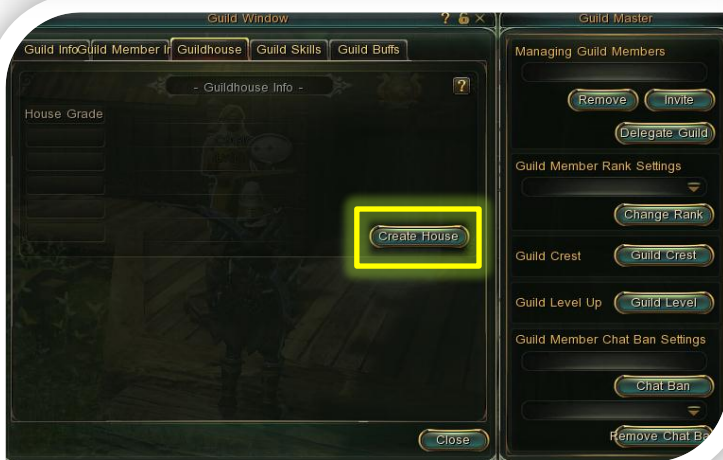 Guild Window
?
Guild Info Guild Member In Guildhouse Guild Skills Guild Buffs
- Guildhouse Info -
?
House Grade
Create House
Close
Guild Master
Managing Guild Members
Remove Invite
Delegate Guild
Guild Member Rank Settings
Change Rank
Guild Crest Guild Crest
Guild Level Up Guild Level
Guild Member Chat Ban Settings
Chat Ban
Remove Chat Ba